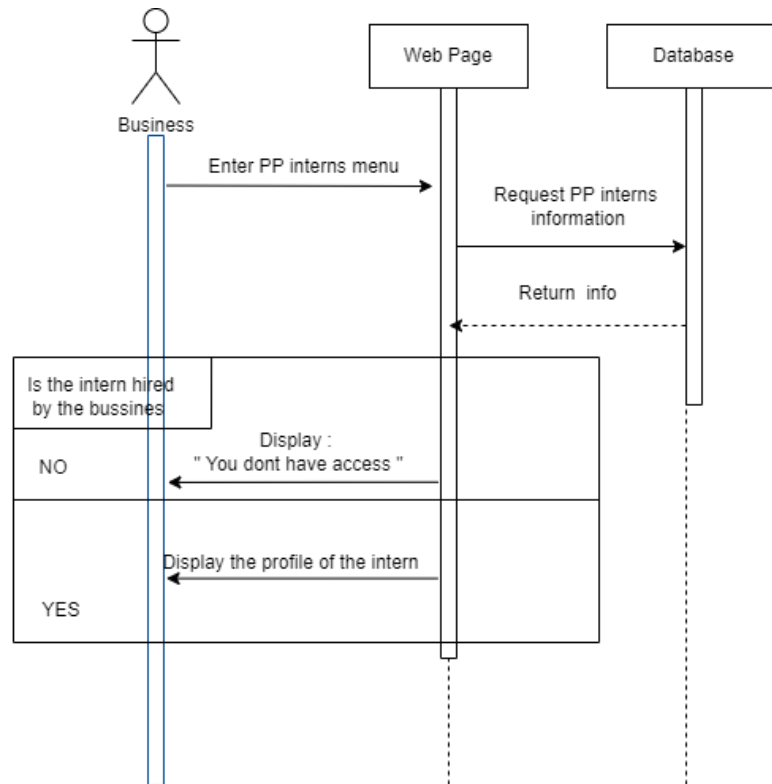 Business
Web Page
Database
Enter PP interns menu
Request PP interns
information
Return info
Is the intern hired
by the bussines
Display :
" You dont have access "
NO
Display the profile of the intern
YES